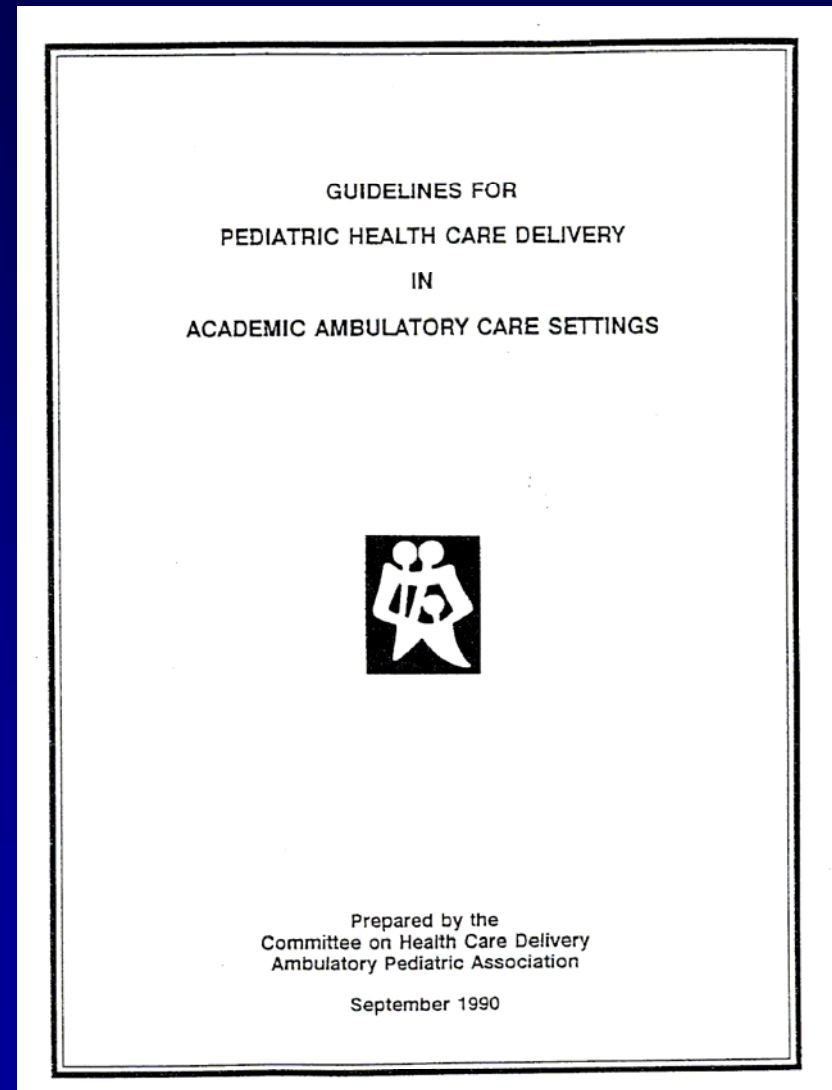 GUIDELINES FOR
PEDIATRIC HEALTH CARE DELIVERY
IN
ACADEMIC AMBULATORY CARE SETTINGS
Prepared by the
Committee on Health Care Delivery
Ambulatory Pediatric Association
September 1990